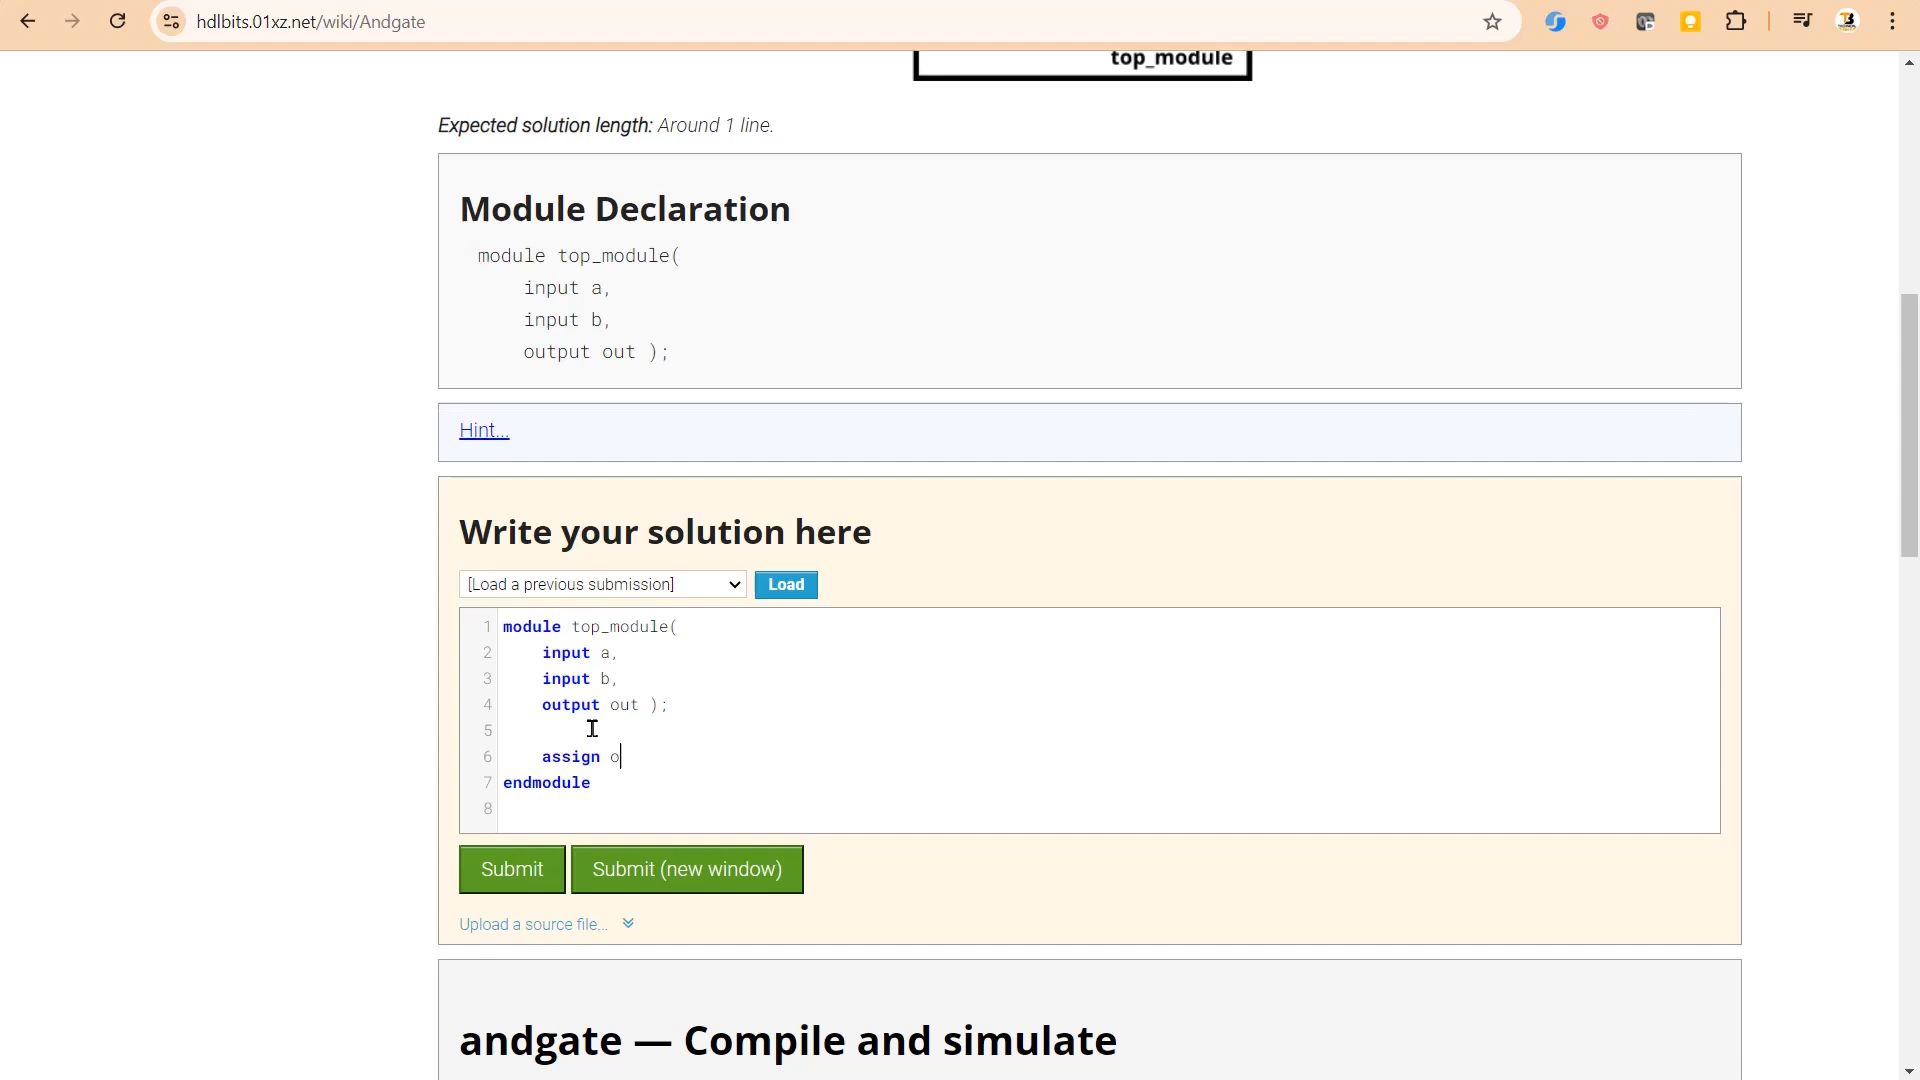 hdlbits.01xz.net/wiki/Andgate
top_module
Expected solution length: Around 1 line.
Module Declaration
module top_module(
input a,
input b,
output out );
Hint...
Write your solution here
[Load a previous submission]
Load
1 module top_module(
2 input a,
3 input b,
4 output out );
5
6 assign o
7 endmodule
8
Submit
Submit (new window)
Upload a source file...
andgate — Compile and simulate